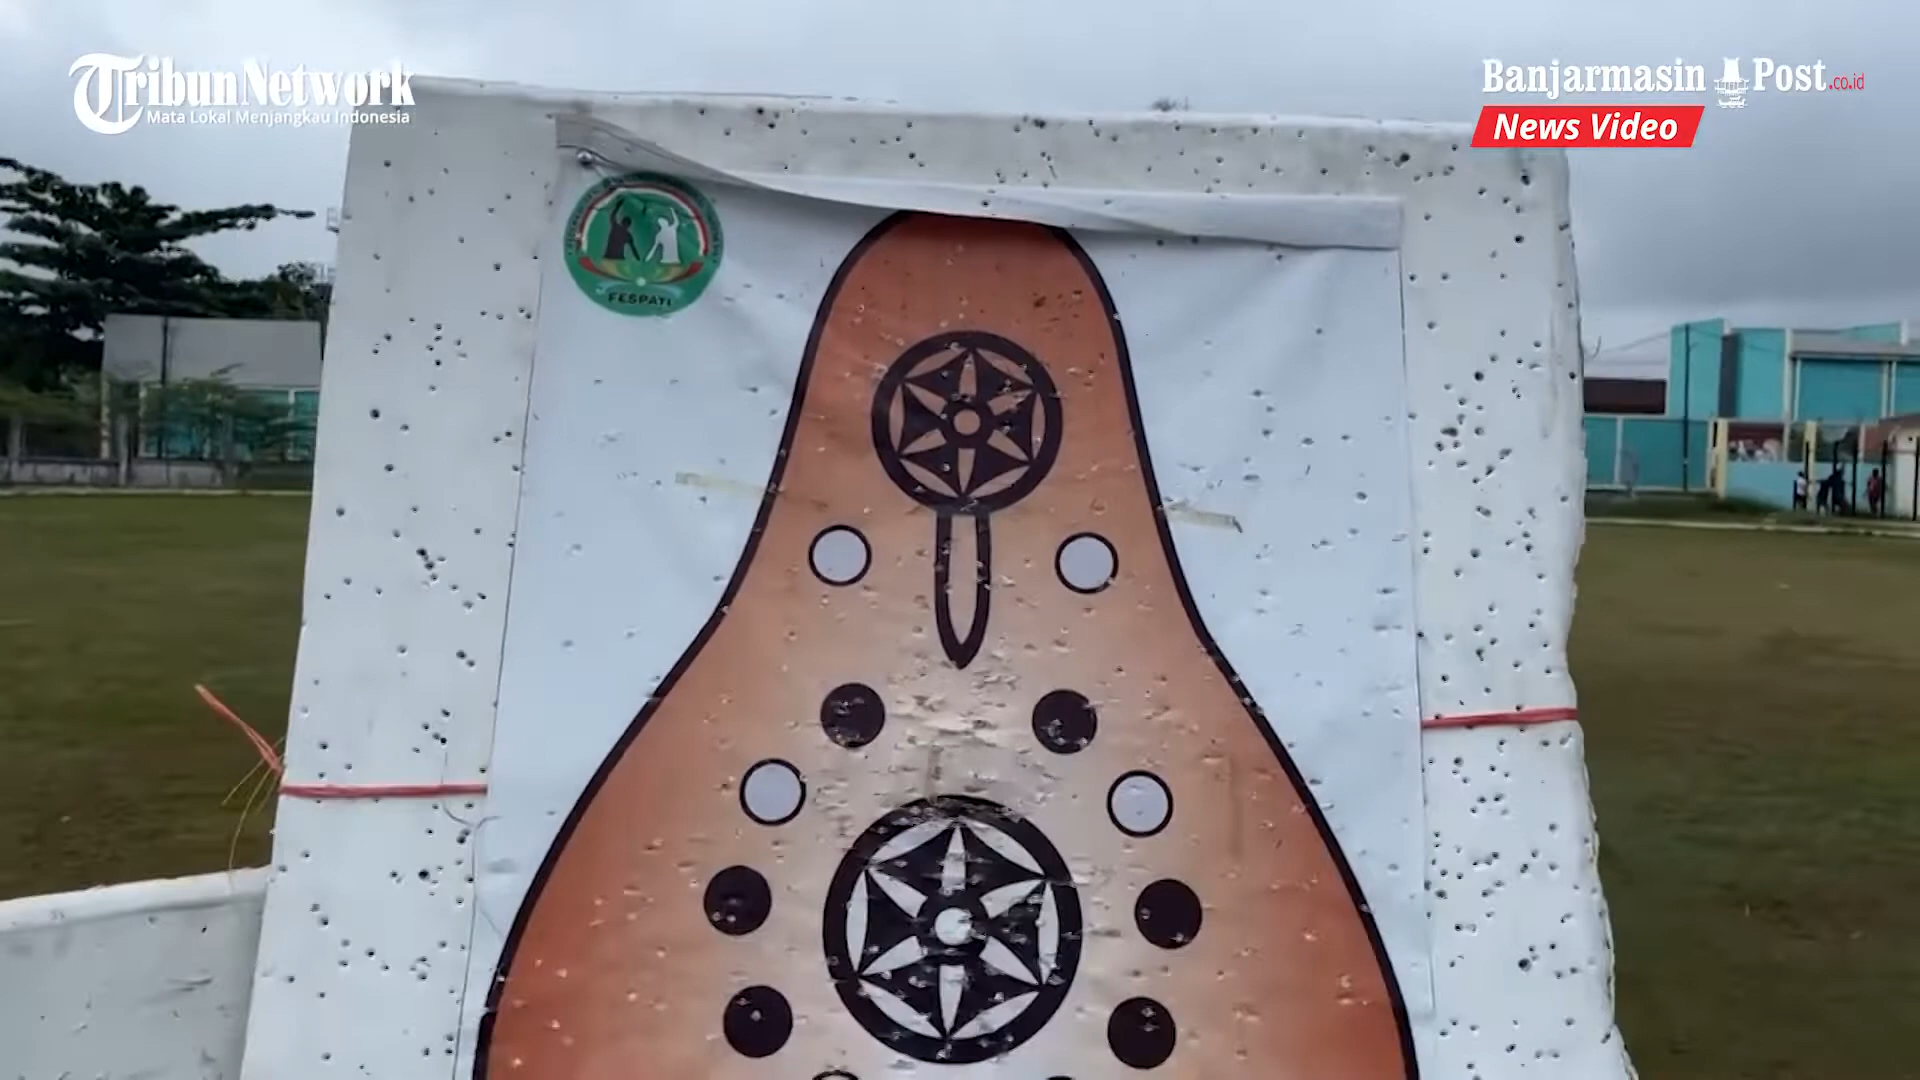 TribunNetwork
Mata Lokal Menjangkau Indonesia
Banjarmasin Post.co.id
News Video
FESPATI